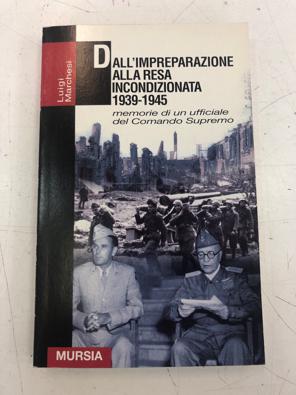 Luigi
Marchesi
DALL'IMPREPARAZIONE
ALLA RESA
INCONDIZIONATA
1939-1945
memorie di un ufficiale
del Comando Supremo
MURSIA